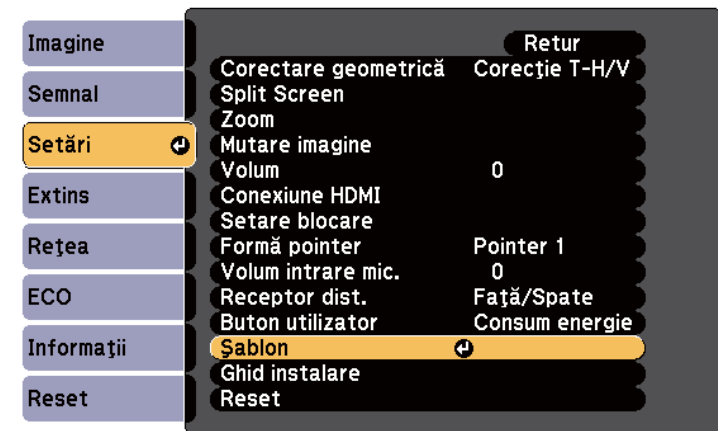 Imagine
Semnal
Setări
Extins
Reţea
ECO
Informaţii
Reset
Retur
Corectare geometrică Corecţie T-H/V
Split Screen
Zoom
Mutare imagine
Volum 0
Conexiune HDMI
Setare blocare
Formă pointer Pointer 1
Volum intrare mic. 0
Receptor dist. Faţă/Spate
Buton utilizator Consum energie
Şablon
Ghid instalare
Reset